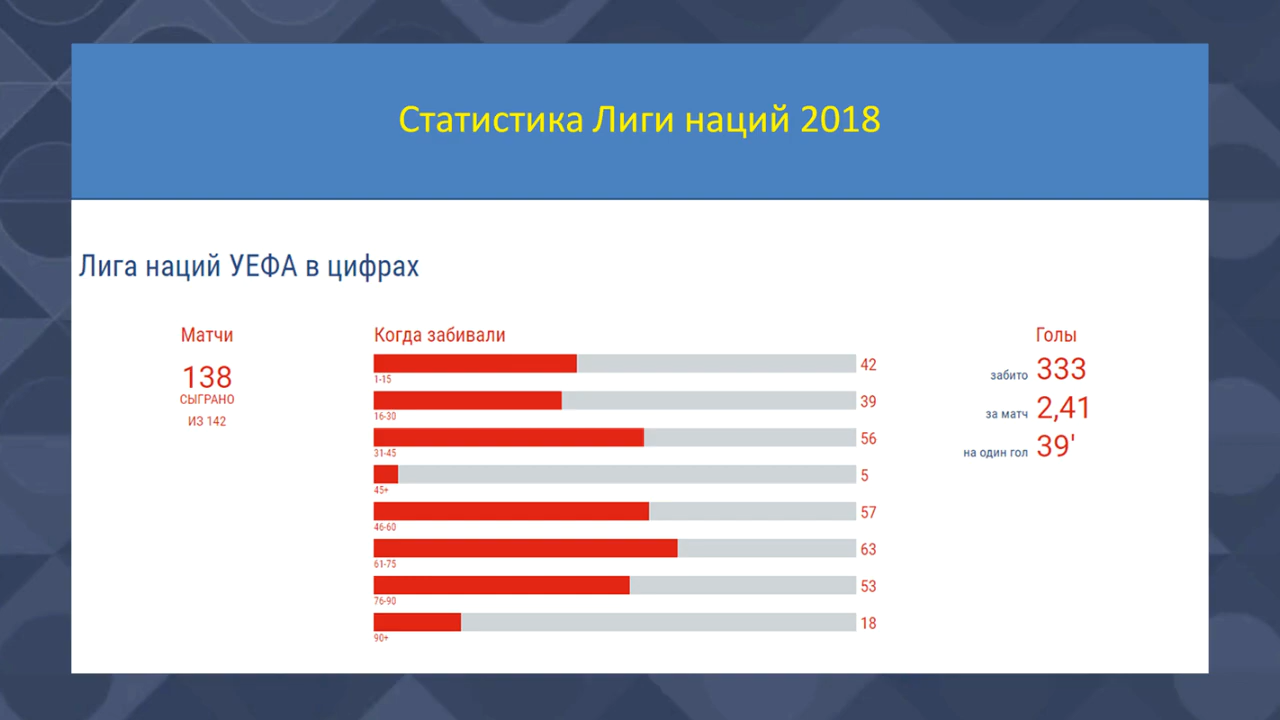 Статистика Лиги наций 2018
Лига наций УЕФА в цифрах
Матчи
138
СЫГРАНО
ИЗ 142
Когда забивали
42
1-15
39
16-30
56
31-45
5
45+
57
46-60
63
61-75
53
76-90
18
90+
Голы
забито 333
за матч 2,41
на один гол 39'